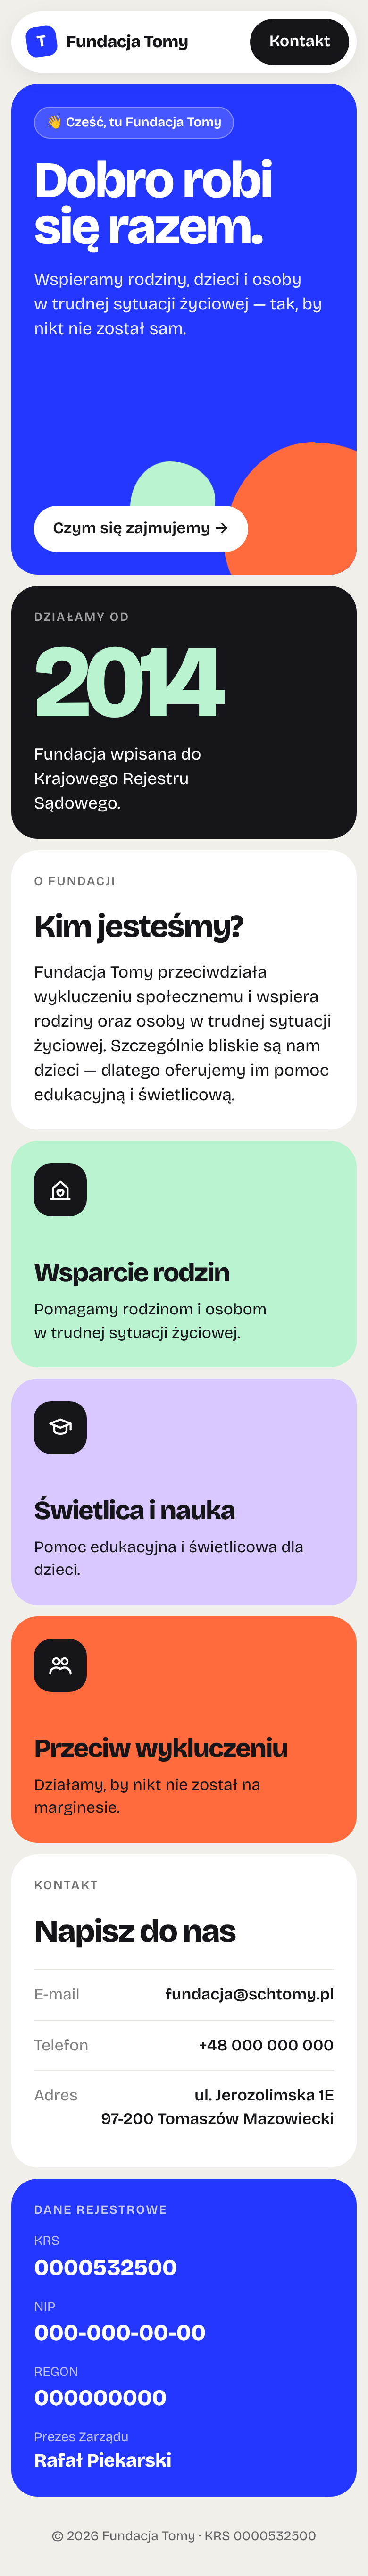 T Fundacja Tomy
Kontakt
👋 Cześć, tu Fundacja Tomy
Dobro robi
się razem.
Wspieramy rodziny, dzieci i osoby
w trudnej sytuacji życiowej — tak, by
nikt nie został sam.
Czym się zajmujemy →
DZIAŁAMY OD
2014
Fundacja wpisana do
Krajowego Rejestru
Sądowego.
O FUNDACJI
Kim jesteśmy?
Fundacja Tomy przeciwdziała
wykluczeniu społecznemu i wspiera
rodziny oraz osoby w trudnej sytuacji
życiowej. Szczególnie bliskie są nam
dzieci — dlatego oferujemy im pomoc
edukacyjną i świetlicową.
Wsparcie rodzin
Pomagamy rodzinom i osobom
w trudnej sytuacji życiowej.
Świetlica i nauka
Pomoc edukacyjna i świetlicowa dla
dzieci.
Przeciw wykluczeniu
Działamy, by nikt nie został na
marginesie.
KONTAKT
Napisz do nas
E-mail fundacja@schtomy.pl
Telefon +48 000 000 000
Adres ul. Jerozolimska 1E
97-200 Tomaszów Mazowiecki
DANE REJESTROWE
KRS
0000532500
NIP
000-000-00-00
REGON
000000000
Prezes Zarządu
Rafał Piekarski
© 2026 Fundacja Tomy · KRS 0000532500